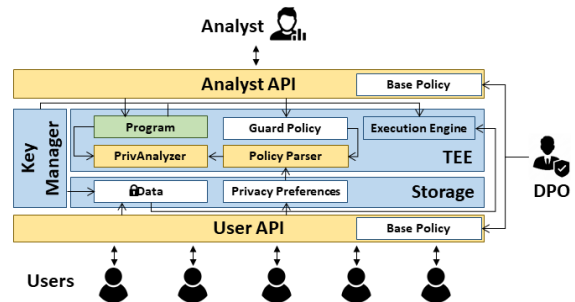 Analyst
Analyst API
Base Policy
Key
Manager
Program
Guard Policy
Execution Engine
PrivAnalyzer
Policy Parser
TEE
DPO
Data
Privacy Preferences
Storage
User API
Base Policy
Users